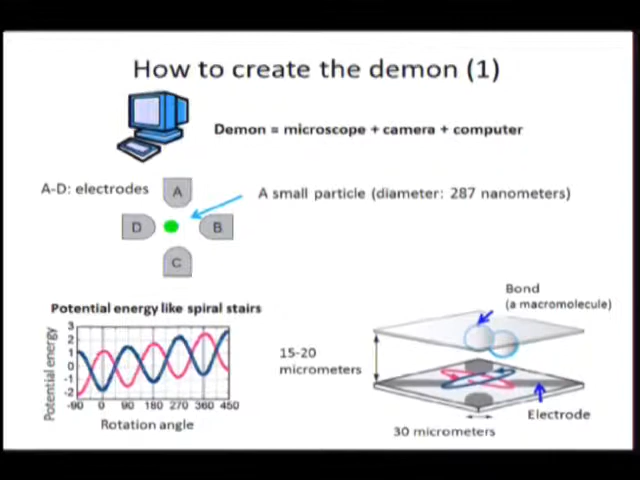 How to create the demon (1)
Demon = microscope + camera + computer
A-D: electrodes
A
A small particle (diameter: 287 nanometers)
D
B
C
Potential energy like spiral stairs
Potential energy
3
2
1
0
-1
-2
-90 0 90 180 270 360 450
Rotation angle
Bond
(a macromolecule)
15-20
micrometers
Electrode
30 micrometers